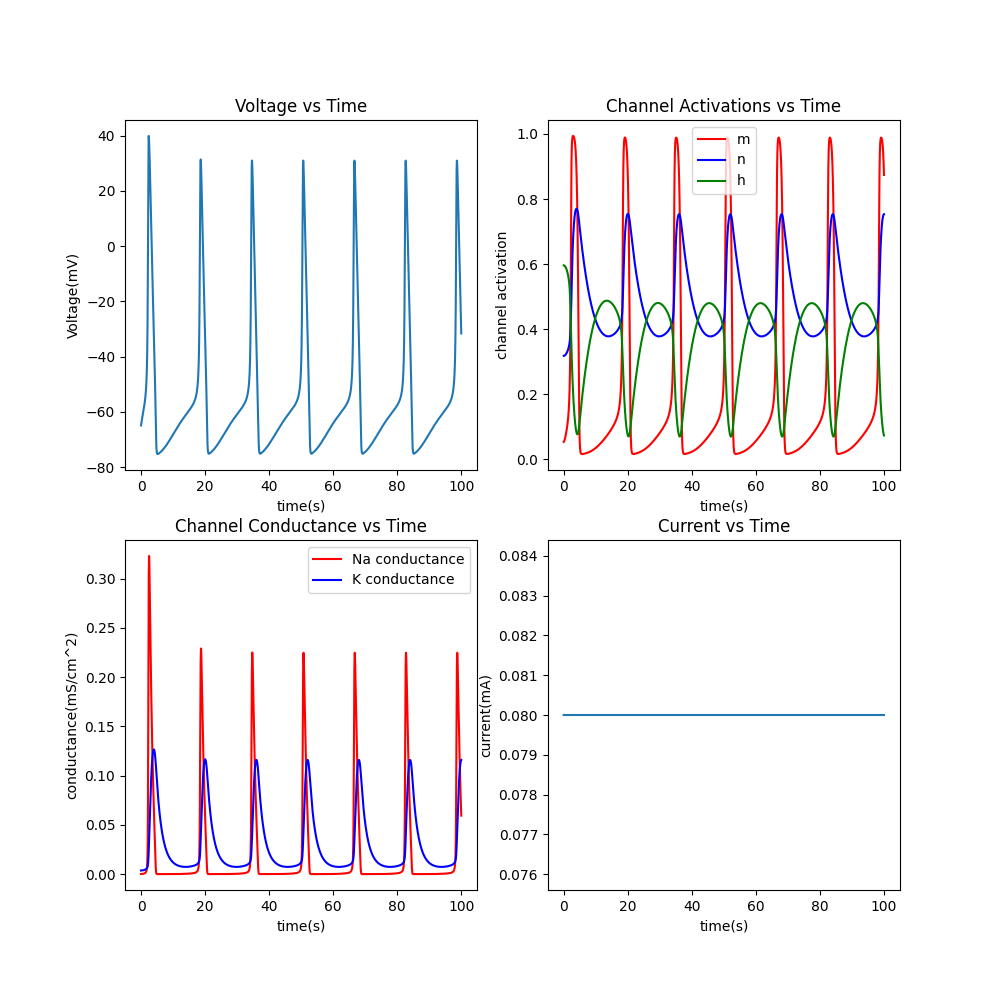 Voltage vs Time
Voltage(mV)
40
20
0
−20
−40
−60
−80
0 20 40 60 80 100
time(s)
Channel Activations vs Time
channel activation
1.0
0.8
0.6
0.4
0.2
0.0
m
n
h
0 20 40 60 80 100
time(s)
Channel Conductance vs Time
conductance(mS/cm^2)
0.30
0.25
0.20
0.15
0.10
0.05
0.00
Na conductance
K conductance
0 20 40 60 80 100
time(s)
Current vs Time
current(mA)
0.084
0.083
0.082
0.081
0.080
0.079
0.078
0.077
0.076
0 20 40 60 80 100
time(s)